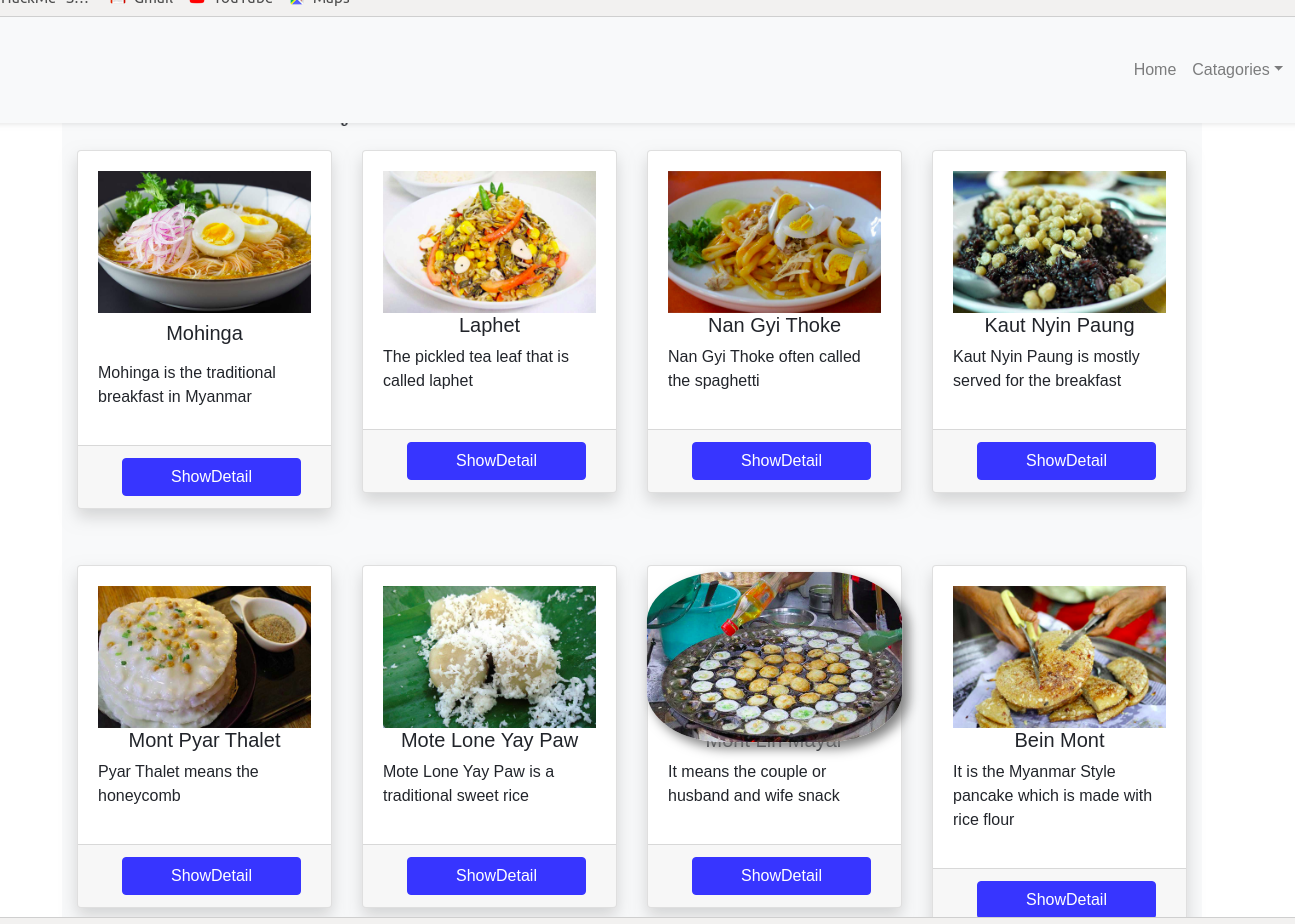 Home Catagories
Mohinga
Mohinga is the traditional
breakfast in Myanmar
ShowDetail
Laphet
The pickled tea leaf that is
called laphet
ShowDetail
Nan Gyi Thoke
Nan Gyi Thoke often called
the spaghetti
ShowDetail
Kaut Nyin Paung
Kaut Nyin Paung is mostly
served for the breakfast
ShowDetail
Mont Pyar Thalet
Pyar Thalet means the
honeycomb
ShowDetail
Mote Lone Yay Paw
Mote Lone Yay Paw is a
traditional sweet rice
ShowDetail
Mont Lin Mayar
It means the couple or
husband and wife snack
ShowDetail
Bein Mont
It is the Myanmar Style
pancake which is made with
rice flour
ShowDetail